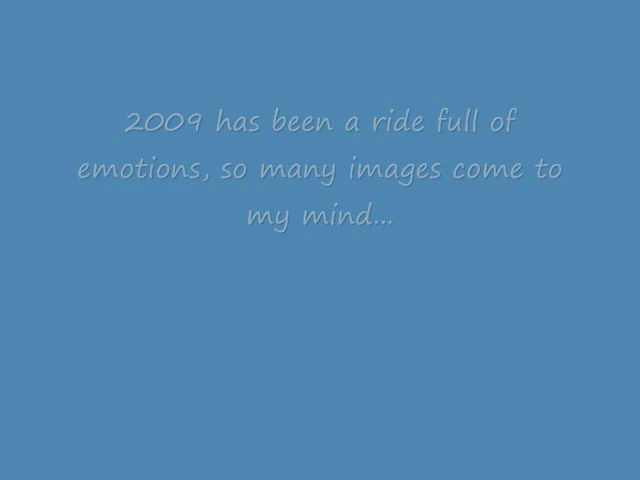 2009 has been a ride full of
emotions, so many images come to
my mind...